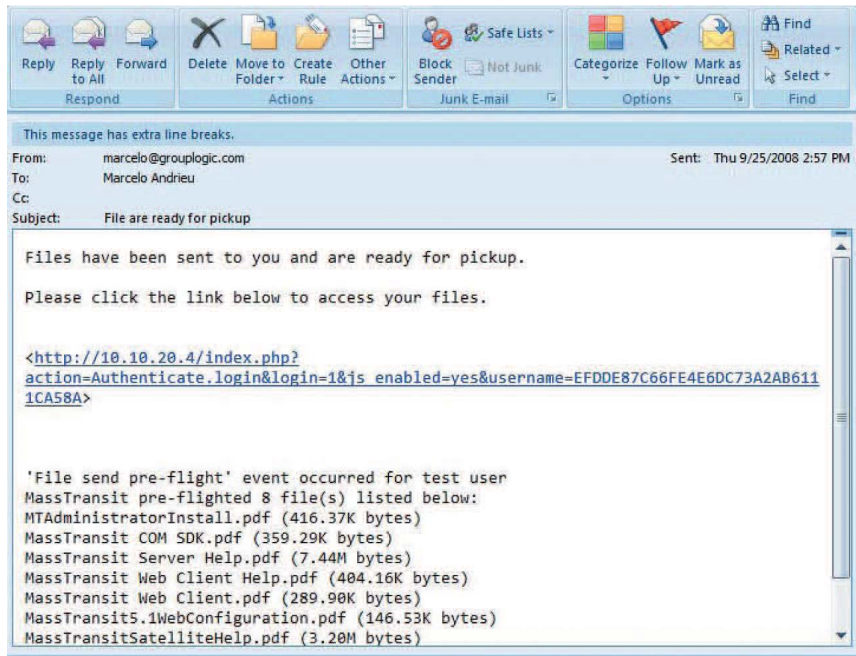 Reply Reply to All Forward Delete Move to Folder Create Rule Other Actions Block Sender Safe Lists Not Junk Categorize Follow Up Mark as Unread Find Related Select
Respond Actions Junk E-mail Options Find
This message has extra line breaks.
From: marcelo@grouplogic.com Sent: Thu 9/25/2008 2:57 PM
To: Marcelo Andrieu
Cc:
Subject: File are ready for pickup
Files have been sent to you and are ready for pickup.
Please click the link below to access your files.
<http://10.10.20.4/index.php?
action=Authenticate.login&login=1&js_enabled=yes&username=EFDDE87C66FE4E6DC73A2AB611
1CA58A>
'File send pre-flight' event occurred for test user
MassTransit pre-flighted 8 file(s) listed below:
MTAdministratorInstall.pdf (416.37K bytes)
MassTransit COM SDK.pdf (359.29K bytes)
MassTransit Server Help.pdf (7.44M bytes)
MassTransit Web Client Help.pdf (404.16K bytes)
MassTransit Web Client.pdf (289.90K bytes)
MassTransit5.1WebConfiguration.pdf (146.53K bytes)
MassTransitSatelliteHelp.pdf (3.20M bytes)